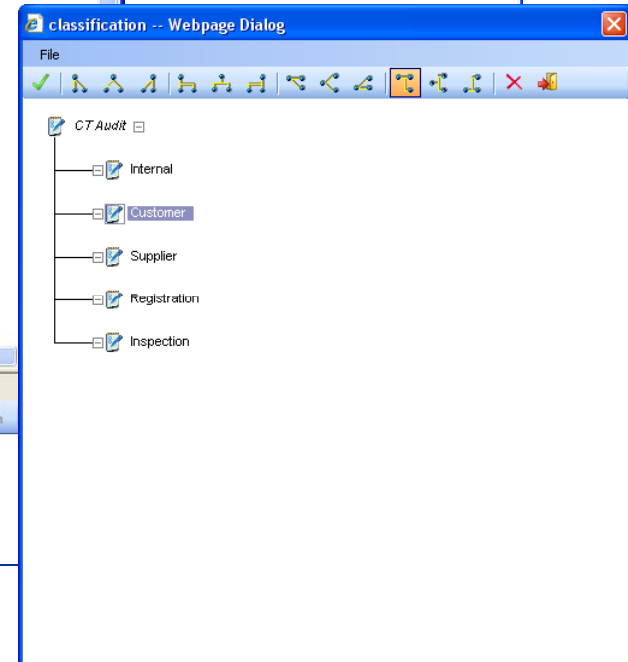 classification -- Webpage Dialog
File
CT Audit
Internal
Customer
Supplier
Registration
Inspection